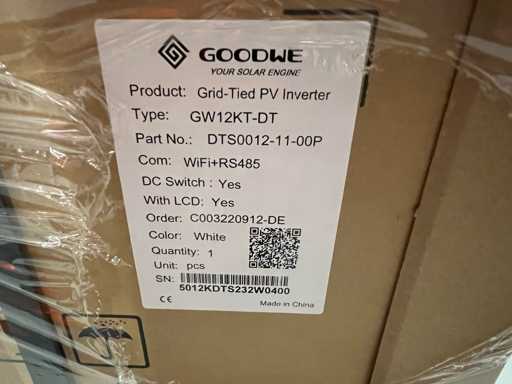 GOODWE
YOUR SOLAR ENGINE
Product: Grid-Tied PV Inverter
Type: GW12KT-DT
Part No.: DTS0012-11-00P
Com: WiFi+RS485
DC Switch : Yes
With LCD: Yes
Order: C003220912-DE
Color: White
Quantity: 1
Unit: pcs
SN:
5012KDTS232W0400
CE
Made in China